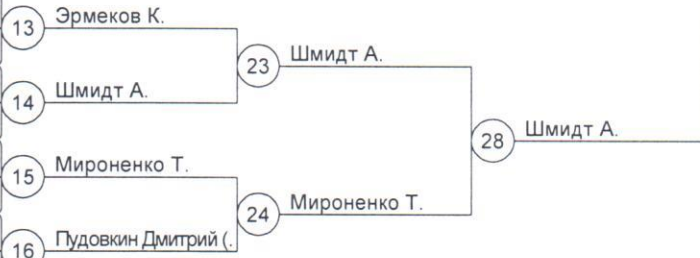 13 Эрмеков К.
23 Шмидт А.
14 Шмидт А.
28 Шмидт А.
15 Мироненко Т.
24 Мироненко Т.
16 Пудовкин Дмитрий (.